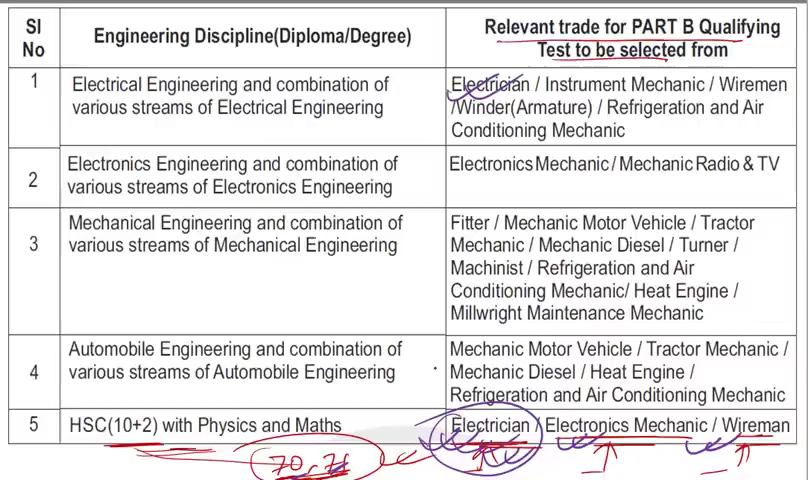 Sl No
Engineering Discipline(Diploma/Degree)
Relevant trade for PART B Qualifying
Test to be selected from
1
Electrical Engineering and combination of
various streams of Electrical Engineering
Electrician / Instrument Mechanic / Wiremen
/Winder(Armature) / Refrigeration and Air
Conditioning Mechanic
2
Electronics Engineering and combination of
various streams of Electronics Engineering
Electronics Mechanic / Mechanic Radio & TV
3
Mechanical Engineering and combination of
various streams of Mechanical Engineering
Fitter / Mechanic Motor Vehicle / Tractor
Mechanic / Mechanic Diesel / Turner /
Machinist / Refrigeration and Air
Conditioning Mechanic/ Heat Engine /
Millwright Maintenance Mechanic
4
Automobile Engineering and combination of
various streams of Automobile Engineering
Mechanic Motor Vehicle / Tractor Mechanic /
Mechanic Diesel / Heat Engine /
Refrigeration and Air Conditioning Mechanic
5
HSC(10+2) with Physics and Maths
Electrician / Electronics Mechanic / Wireman
70, 71